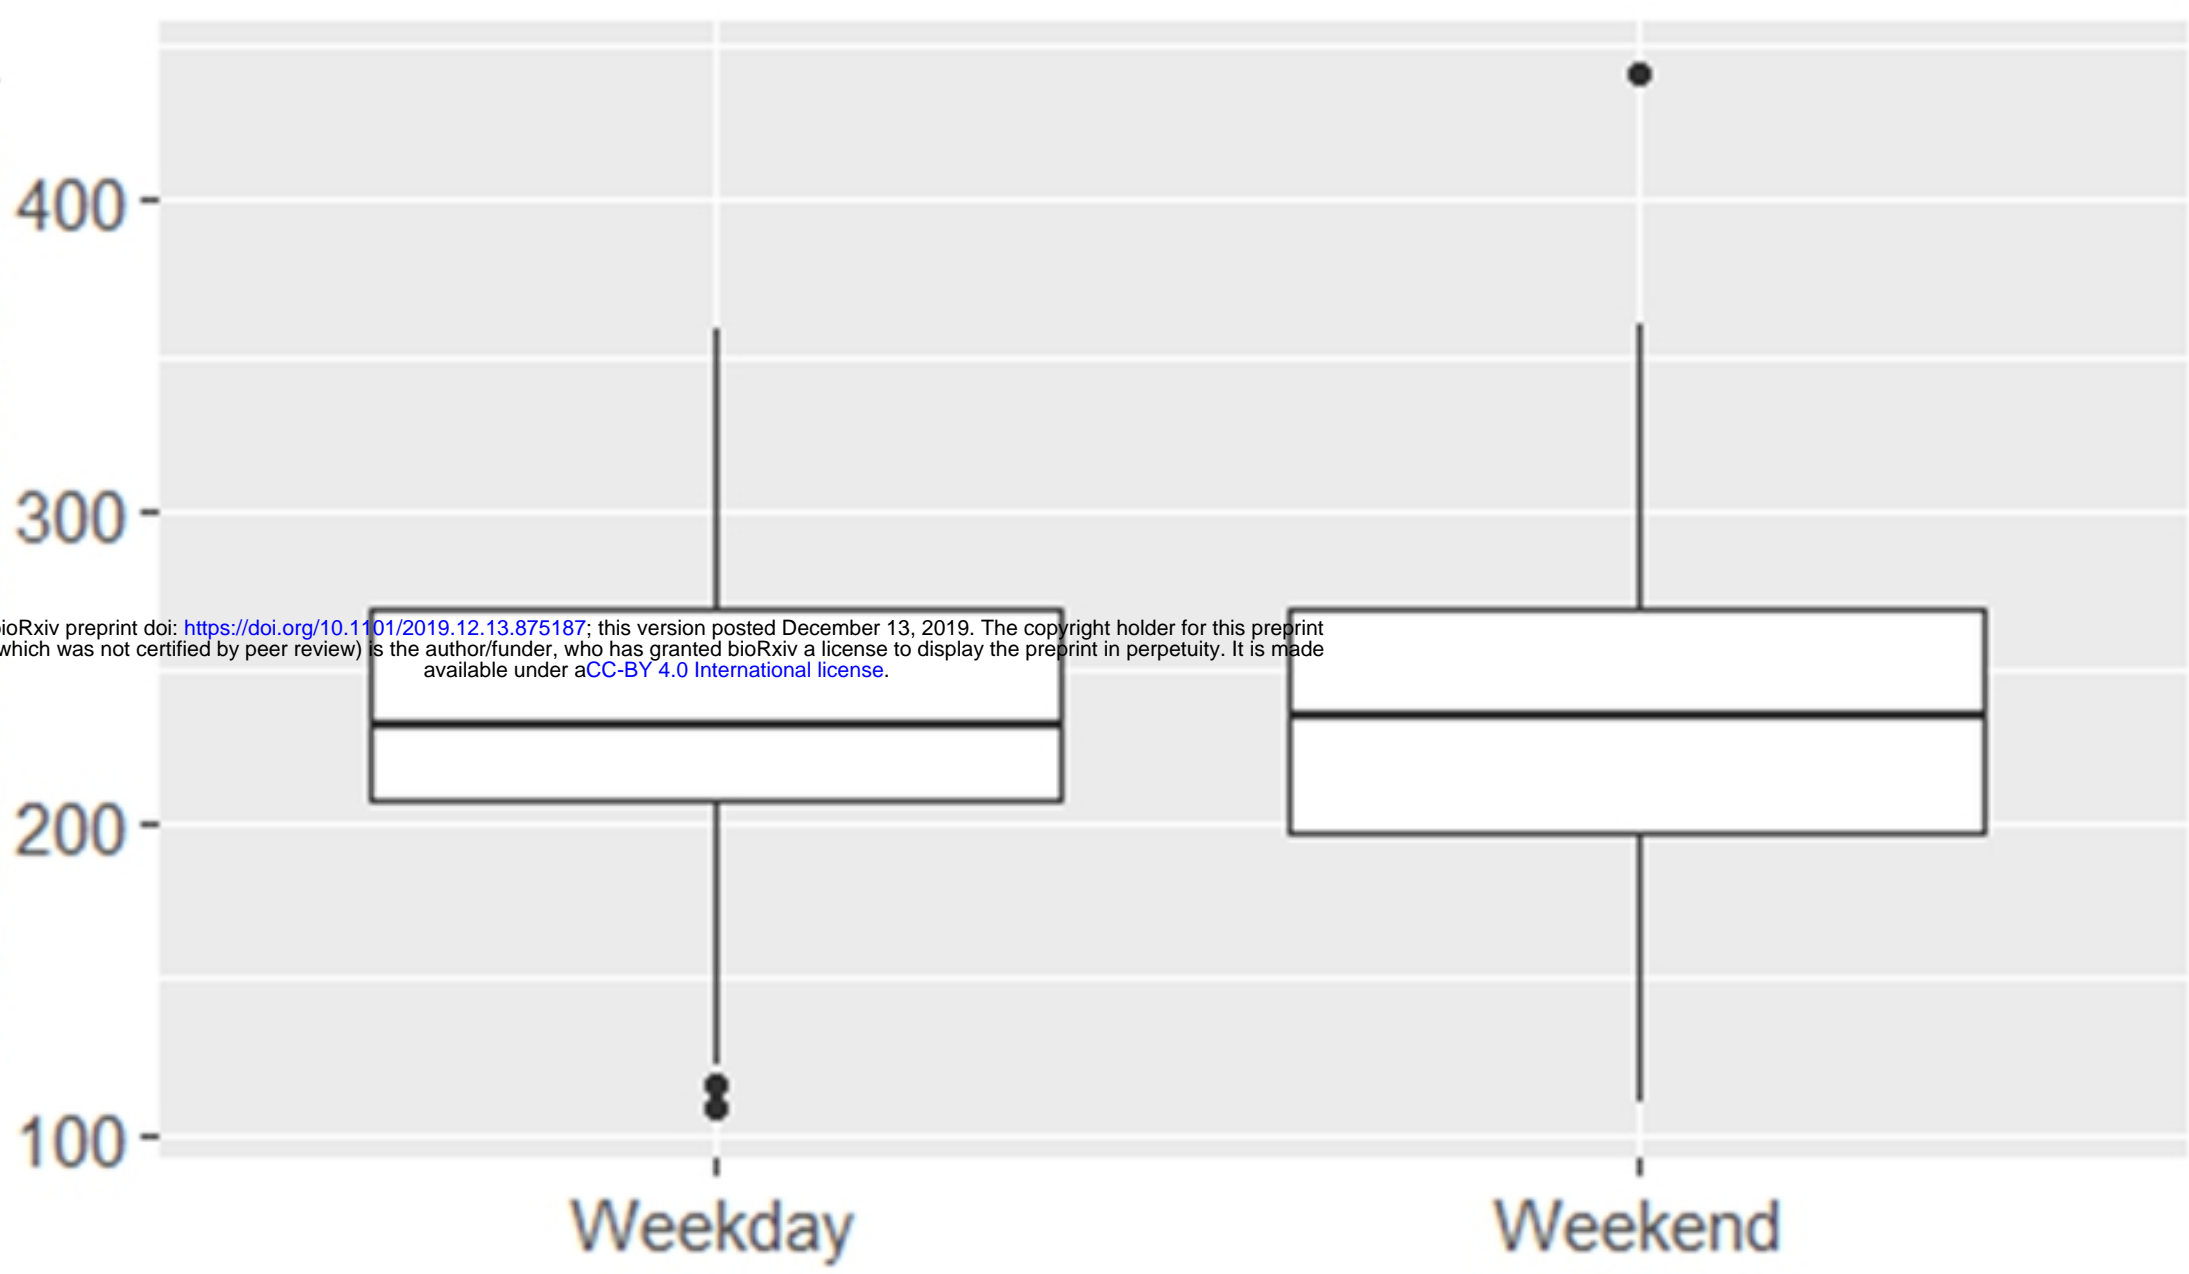 400
300
ioRxiv preprint doi: https://doi.org/10.1101/2019.12.13.875187; this version posted December 13, 2019. The copyright holder for this preprint
which was not certified by peer review) is the author/funder, who has granted bioRxiv a license to display the preprint in perpetuity. It is made
available under aCC-BY 4.0 International license.
200
100
Weekday Weekend